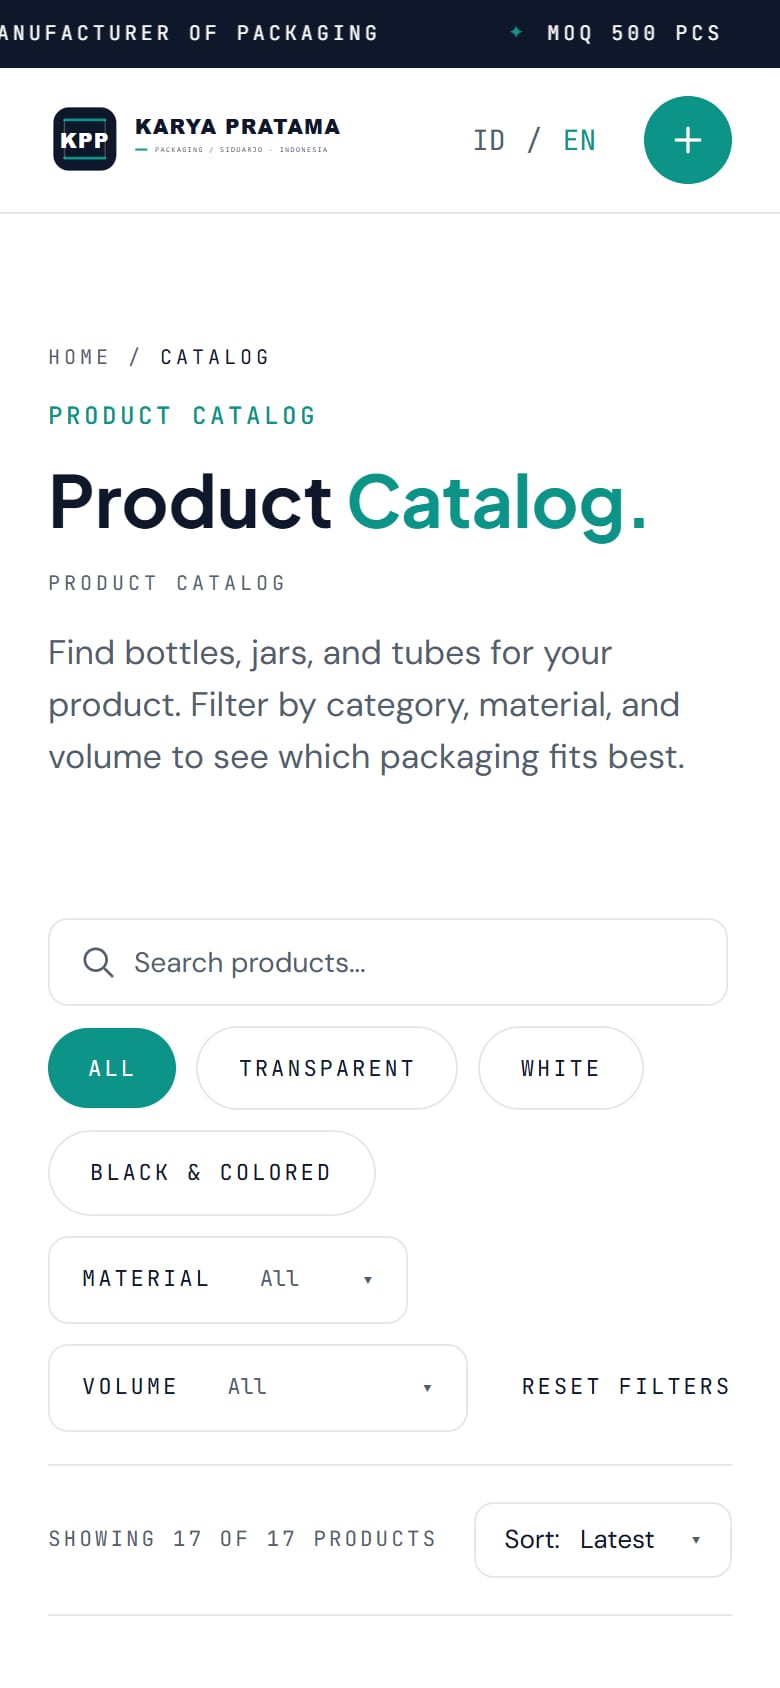 ANUFACTURER OF PACKAGING ✦ MOQ 500 PCS
KPP
KARYA PRATAMA
PACKAGING / SIDOARJO - INDONESIA
ID / EN
+
HOME / CATALOG
PRODUCT CATALOG
Product Catalog.
PRODUCT CATALOG
Find bottles, jars, and tubes for your
product. Filter by category, material, and
volume to see which packaging fits best.
Search products...
ALL
TRANSPARENT
WHITE
BLACK & COLORED
MATERIAL All ▾
VOLUME All ▾
RESET FILTERS
SHOWING 17 OF 17 PRODUCTS
Sort: Latest ▾